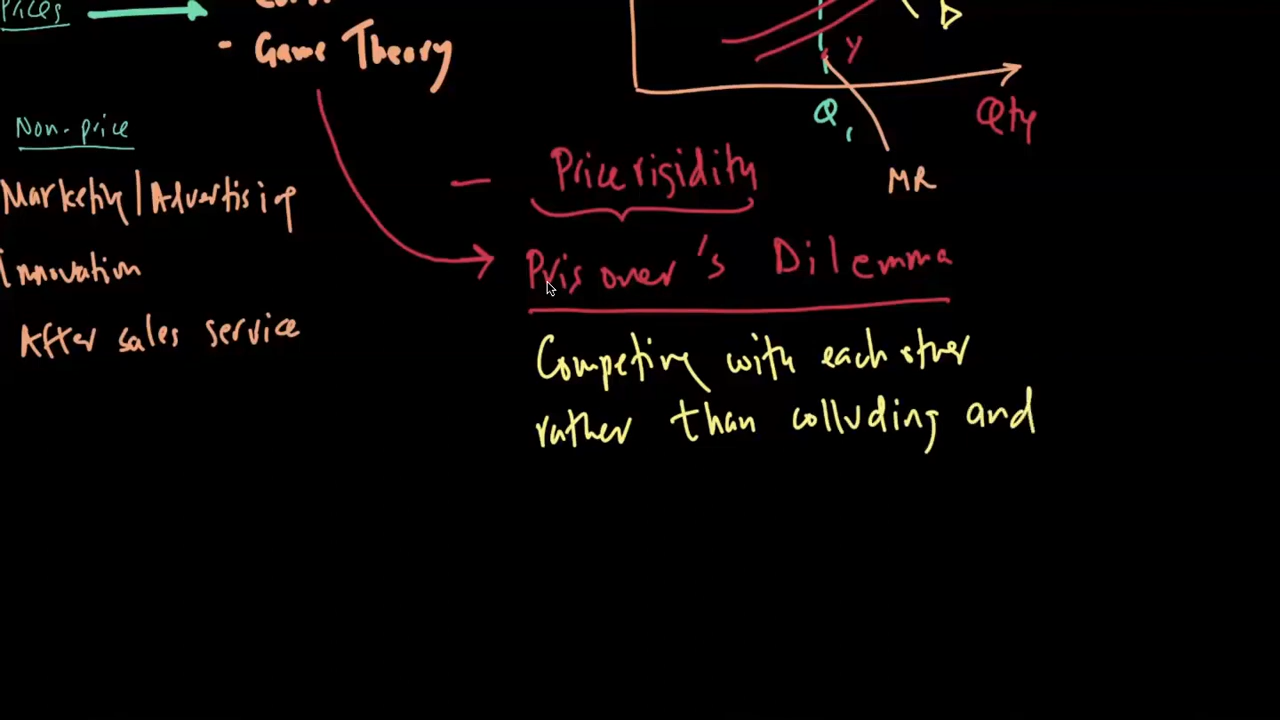 Prices
- Game Theory
Non-price
Marketing/Advertising
Innovation
After sales service
D
Y
Q1
Qty
MR
- Price rigidity
Prisoner's Dilemma
Competing with each other
rather than colluding and